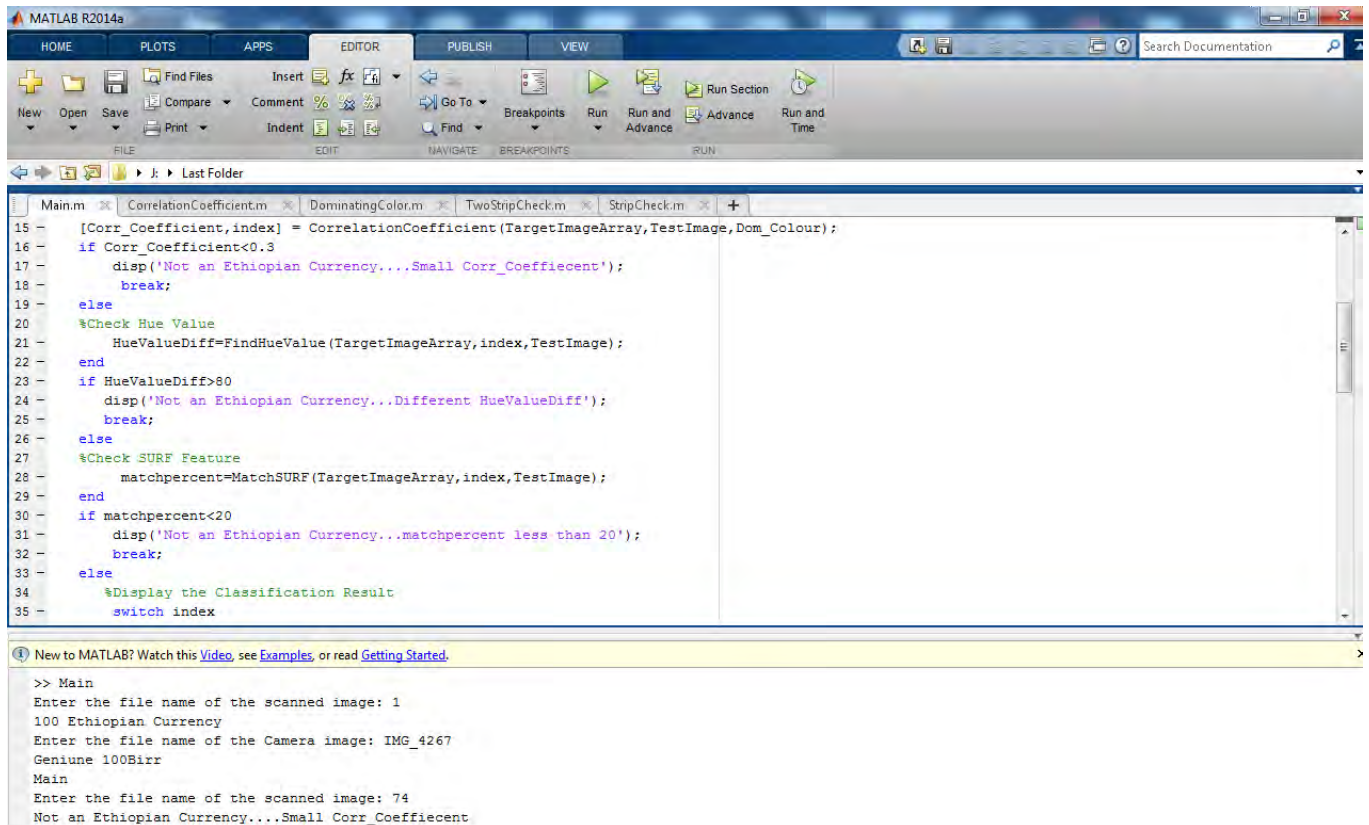 MATLAB R2014a
HOME PLOTS APPS EDITOR PUBLISH VIEW Search Documentation
New Open Save Find Files Compare Print Insert Comment Indent fx Go To Find Breakpoints Run Run and Advance Run Section Advance Run and Time
FILE EDIT NAVIGATE BREAKPOINTS RUN
J: Last Folder
Main.m CorrelationCoefficient.m DominatingColor.m TwoStripCheck.m StripCheck.m +
15 - [Corr_Coefficient,index] = CorrelationCoefficient(TargetImageArray,TestImage,Dom_Colour);
16 - if Corr_Coefficient<0.3
17 - disp('Not an Ethiopian Currency....Small Corr_Coeffiecent');
18 - break;
19 - else
20 %Check Hue Value
21 - HueValueDiff=FindHueValue(TargetImageArray,index,TestImage);
22 - end
23 - if HueValueDiff>80
24 - disp('Not an Ethiopian Currency...Different HueValueDiff');
25 - break;
26 - else
27 %Check SURF Feature
28 - matchpercent=MatchSURF(TargetImageArray,index,TestImage);
29 - end
30 - if matchpercent<20
31 - disp('Not an Ethiopian Currency...matchpercent less than 20');
32 - break;
33 - else
34 %Display the Classification Result
35 - switch index
New to MATLAB? Watch this Video, see Examples, or read Getting Started.
>> Main
Enter the file name of the scanned image: 1
100 Ethiopian Currency
Enter the file name of the Camera image: IMG_4267
Geniune 100Birr
Main
Enter the file name of the scanned image: 74
Not an Ethiopian Currency....Small Corr_Coeffiecent